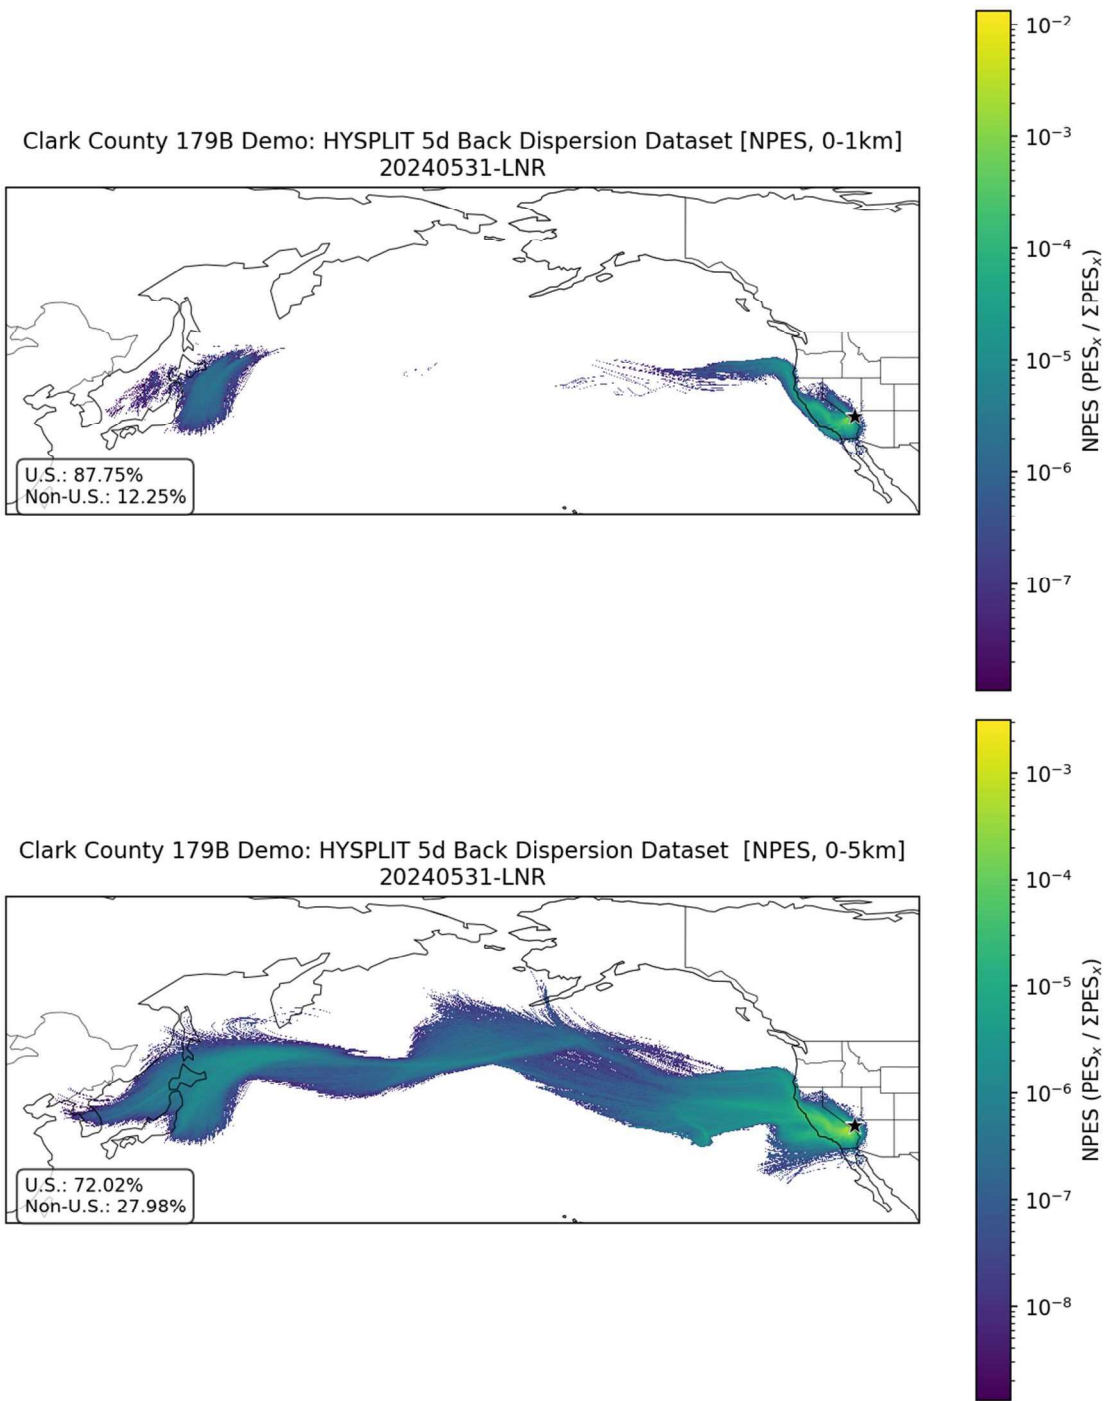 Clark County 179B Demo: HYSPLIT 5d Back Dispersion Dataset [NPES, 0-1km]
20240531-LNR
U.S.: 87.75%
Non-U.S.: 12.25%
10⁻²
10⁻³
10⁻⁴
10⁻⁵
10⁻⁶
10⁻⁷
NPES (PESₓ / ΣPESₓ)
Clark County 179B Demo: HYSPLIT 5d Back Dispersion Dataset [NPES, 0-5km]
20240531-LNR
U.S.: 72.02%
Non-U.S.: 27.98%
10⁻³
10⁻⁴
10⁻⁵
10⁻⁶
10⁻⁷
10⁻⁸
NPES (PESₓ / ΣPESₓ)